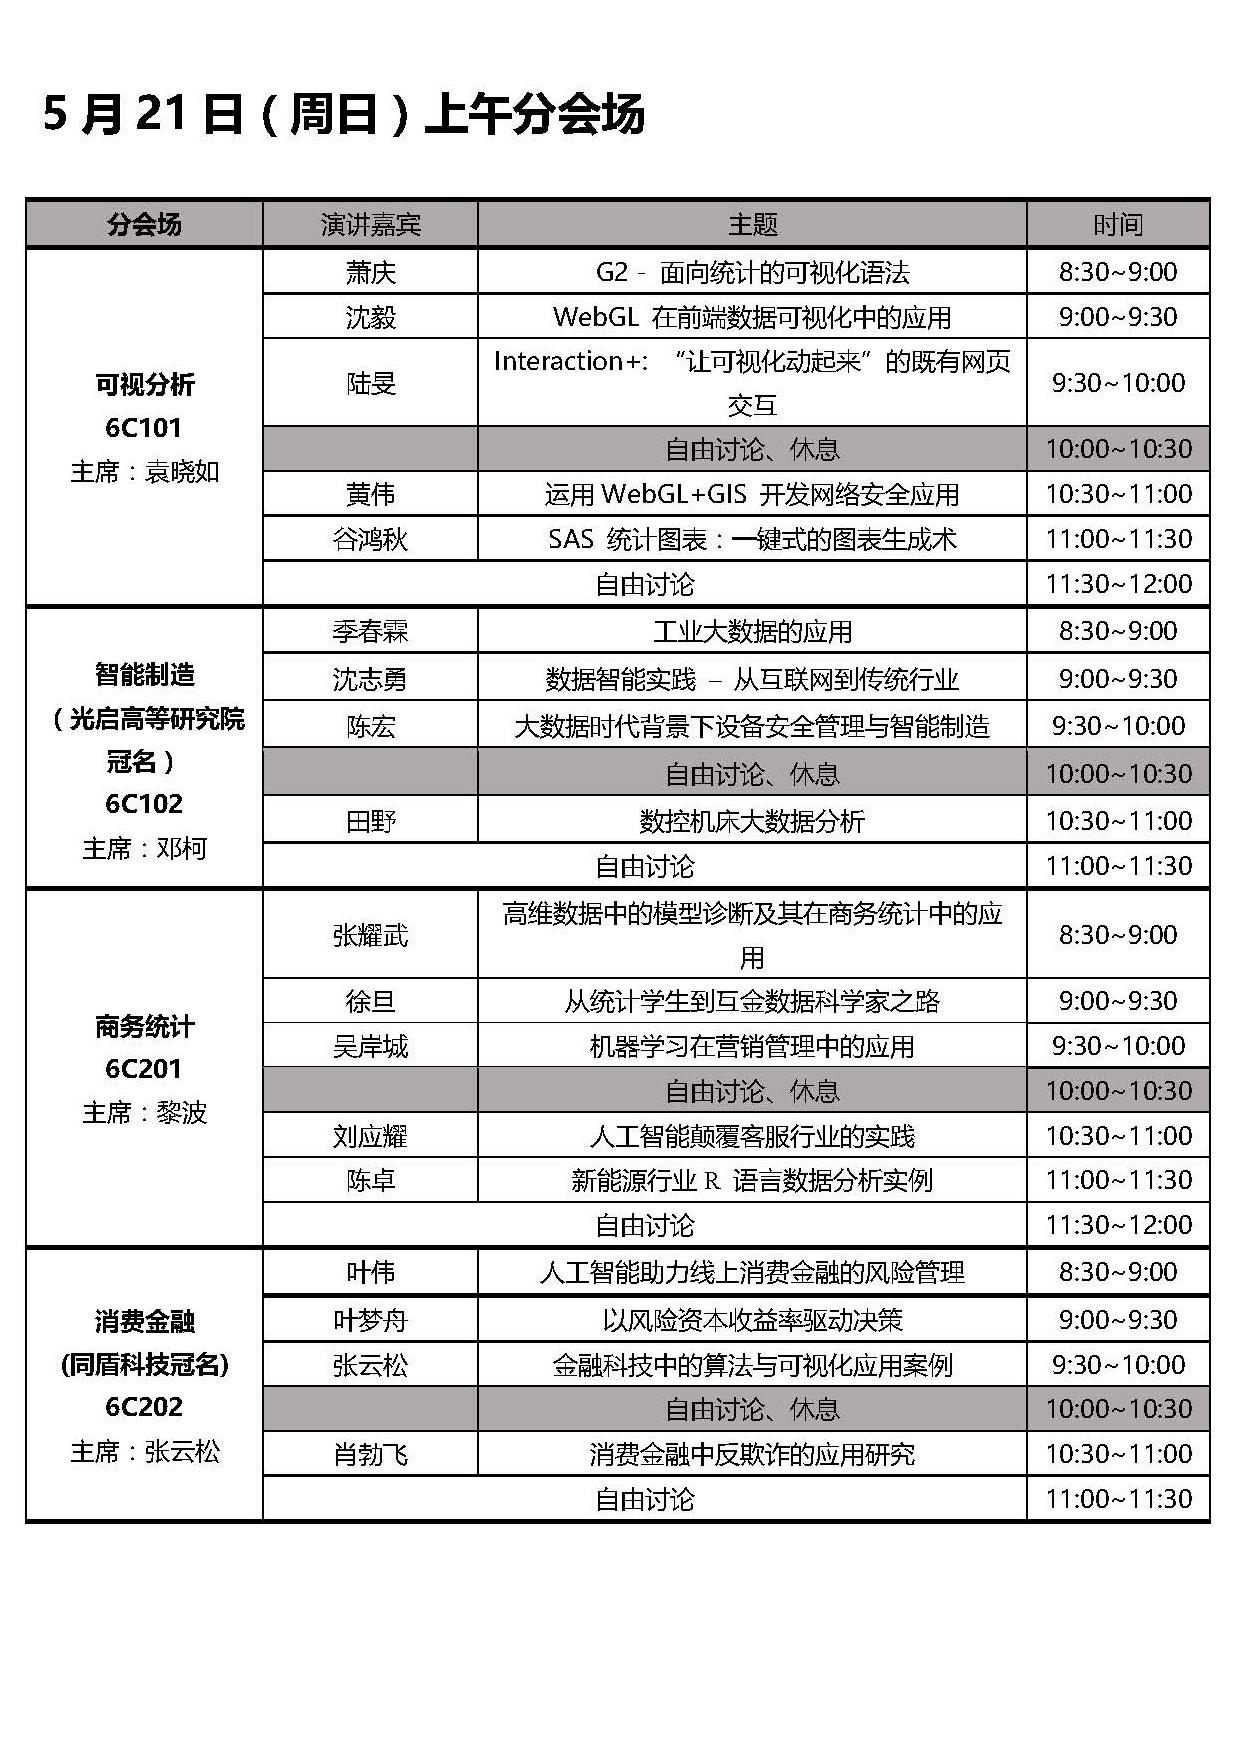 5 月 21 日（周日）上午分会场
分会场 演讲嘉宾 主题 时间
可视分析
6C101
主席：袁晓如
萧庆 G2 - 面向统计的可视化语法 8:30~9:00
沈毅 WebGL 在前端数据可视化中的应用 9:00~9:30
陆旻 Interaction+: “让可视化动起来”的既有网页
交互 9:30~10:00
自由讨论、休息 10:00~10:30
黄伟 运用 WebGL+GIS 开发网络安全应用 10:30~11:00
谷鸿秋 SAS 统计图表：一键式的图表生成术 11:00~11:30
自由讨论 11:30~12:00
智能制造
（光启高等研究院
冠名）
6C102
主席：邓柯
季春霖 工业大数据的应用 8:30~9:00
沈志勇 数据智能实践 – 从互联网到传统行业 9:00~9:30
陈宏 大数据时代背景下设备安全管理与智能制造 9:30~10:00
自由讨论、休息 10:00~10:30
田野 数控机床大数据分析 10:30~11:00
自由讨论 11:00~11:30
商务统计
6C201
主席：黎波
张耀武 高维数据中的模型诊断及其在商务统计中的应
用 8:30~9:00
徐旦 从统计学生到互金数据科学家之路 9:00~9:30
吴岸城 机器学习在营销管理中的应用 9:30~10:00
自由讨论、休息 10:00~10:30
刘应耀 人工智能颠覆客服行业的实践 10:30~11:00
陈卓 新能源行业 R 语言数据分析实例 11:00~11:30
自由讨论 11:30~12:00
消费金融
(同盾科技冠名)
6C202
主席：张云松
叶伟 人工智能助力线上消费金融的风险管理 8:30~9:00
叶梦舟 以风险资本收益率驱动决策 9:00~9:30
张云松 金融科技中的算法与可视化应用案例 9:30~10:00
自由讨论、休息 10:00~10:30
肖勃飞 消费金融中反欺诈的应用研究 10:30~11:00
自由讨论 11:00~11:30